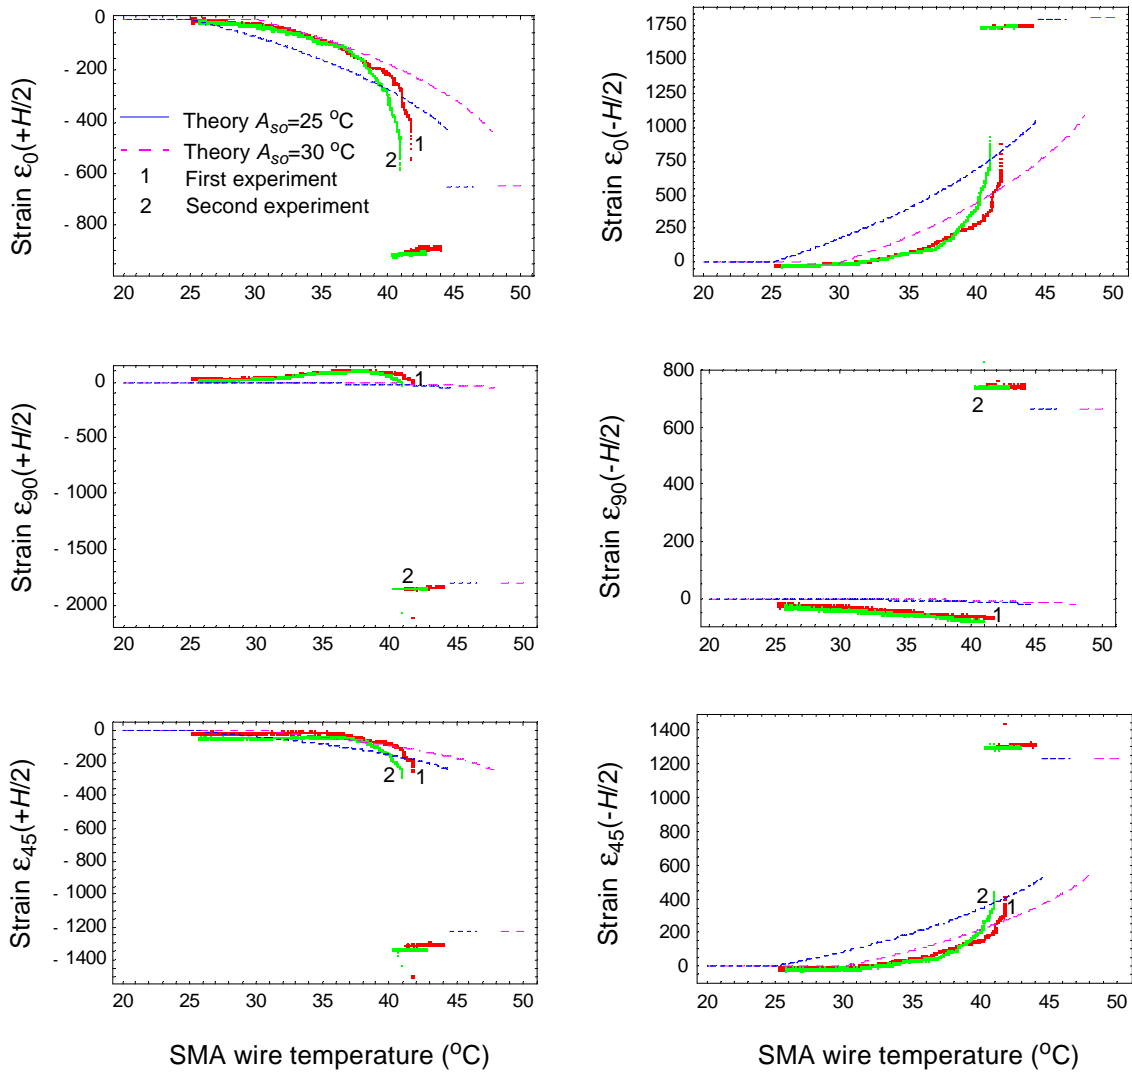 0
- 200
- 400
- 600
- 800
Strain ε0(+H/2)
Theory Aso=25 oC
Theory Aso=30 oC
1 First experiment
2 Second experiment
2 1
20 25 30 35 40 45 50
1750
1500
1250
1000
750
500
250
0
Strain ε0(-H/2)
2
1
20 25 30 35 40 45 50
0
- 500
- 1000
- 1500
- 2000
Strain ε90(+H/2)
1
2
20 25 30 35 40 45 50
800
600
400
200
0
Strain ε90(-H/2)
2
1
20 25 30 35 40 45 50
0
- 200
- 400
- 600
- 800
- 1000
- 1200
- 1400
Strain ε45(+H/2)
2 1
20 25 30 35 40 45 50
SMA wire temperature (oC)
1400
1200
1000
800
600
400
200
0
Strain ε45(-H/2)
2 1
20 25 30 35 40 45 50
SMA wire temperature (oC)